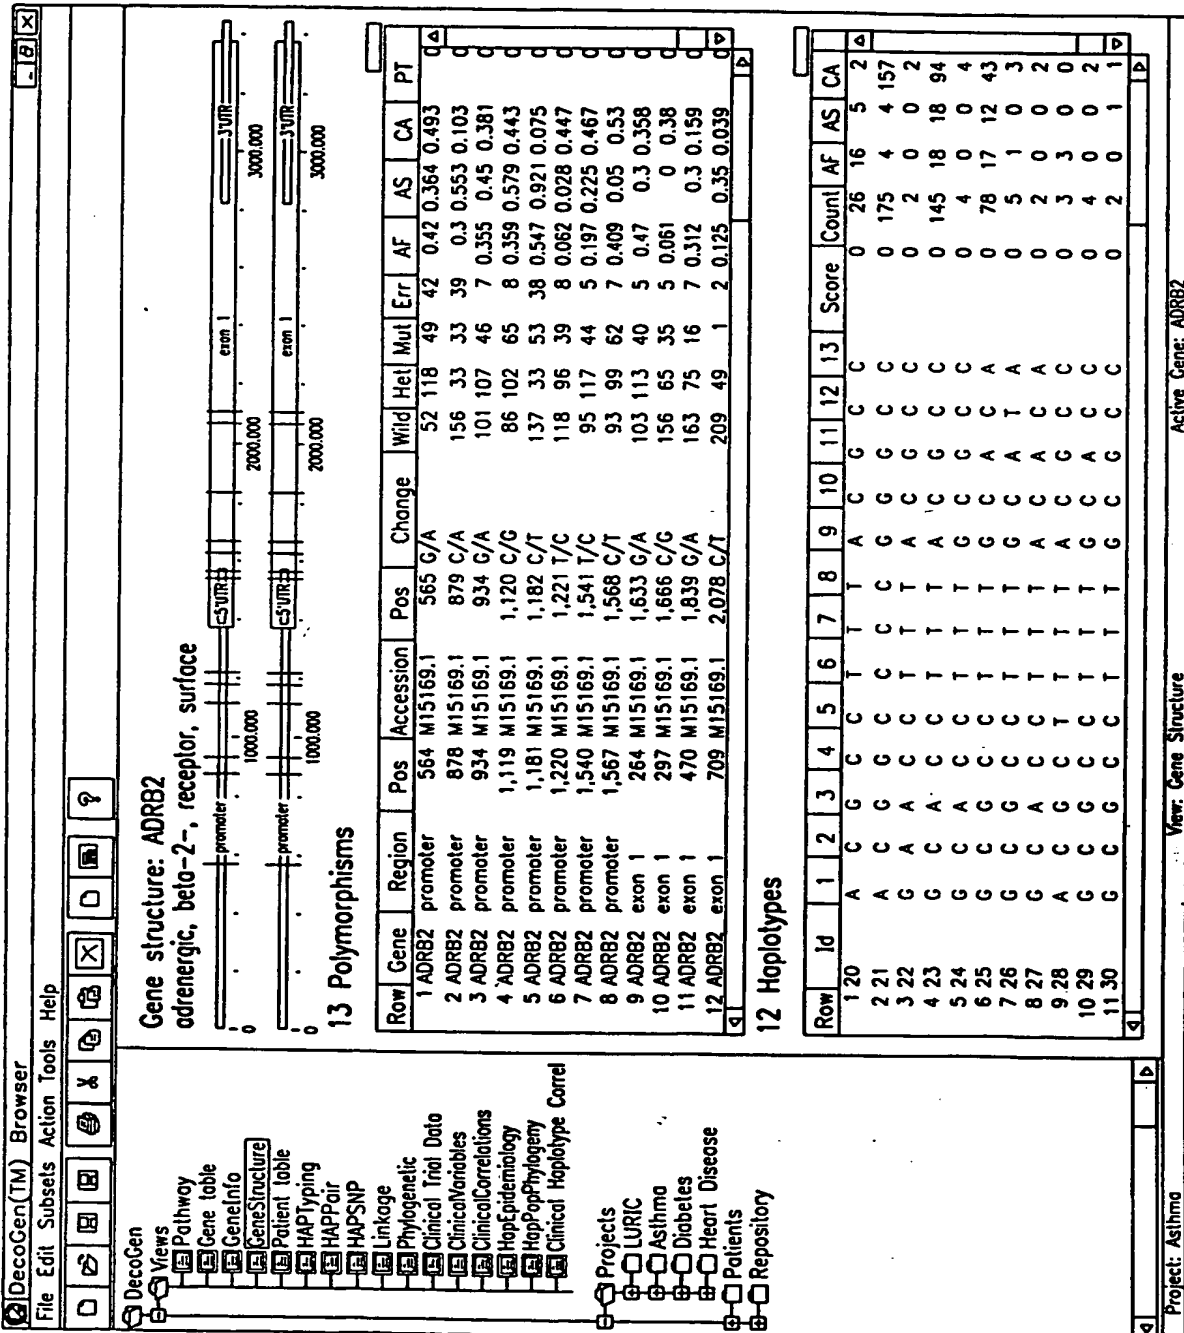 DecoGen(TM) Browser
File Edit Subsets Action Tools Help
DecoGen
Views
Pathway
Gene table
GeneInfo
GeneStructure
Patient table
HAPTyping
HAPPair
HAPSNP
Linkage
Phylogenetic
Clinical Trial Data
ClinicalVariables
ClinicalCorrelations
HapEpidemiology
HapPopPhylogeny
Clinical Haplotype Correl
Projects
LURIC
Asthma
Diabetes
Heart Disease
Patients
Repository
Gene structure: ADRB2
adrenergic, beta-2-, receptor, surface
promoter 5'UTR exon 1 3'UTR
0 1000.000 2000.000 3000.000
promoter 5'UTR exon 1 3'UTR
0 1000.000 2000.000 3000.000
13 Polymorphisms
Row Gene Region Pos Accession Pos Change Wild Het Mut Err AF AS CA PT
1 ADRB2 promoter 564 M15169.1 565 G/A 52 118 49 42 0.42 0.364 0.493 0
2 ADRB2 promoter 878 M15169.1 879 C/A 156 33 33 39 0.3 0.553 0.103 0
3 ADRB2 promoter 934 M15169.1 934 G/A 101 107 46 7 0.355 0.45 0.381 0
4 ADRB2 promoter 1,119 M15169.1 1,120 C/G 86 102 65 8 0.359 0.579 0.443 0
5 ADRB2 promoter 1,181 M15169.1 1,182 C/T 137 33 53 38 0.547 0.921 0.075 0
6 ADRB2 promoter 1,220 M15169.1 1,221 T/C 118 96 39 8 0.062 0.028 0.447 0
7 ADRB2 promoter 1,540 M15169.1 1,541 T/C 95 117 44 5 0.197 0.225 0.467 0
8 ADRB2 promoter 1,567 M15169.1 1,568 C/T 93 99 62 7 0.409 0.05 0.53 0
9 ADRB2 exon 1 264 M15169.1 1,633 G/A 103 113 40 5 0.47 0.3 0.358 0
10 ADRB2 exon 1 297 M15169.1 1,666 C/G 156 65 35 5 0.061 0 0.38 0
11 ADRB2 exon 1 470 M15169.1 1,839 G/A 163 75 16 7 0.312 0.3 0.159 0
12 ADRB2 exon 1 709 M15169.1 2,078 C/T 209 49 1 2 0.125 0.35 0.039 0
12 Haplotypes
Row Id 1 2 3 4 5 6 7 8 9 10 11 12 13 Score Count AF AS CA
1 20 A C G C C T T T A C G C C 0 26 16 5 2
2 21 A C G G C C C C G G G C C 0 175 4 4 157
3 22 G A A C C T T T A C G C C 0 2 0 0 2
4 23 G C A C C T T T A C G C C 0 145 18 18 94
5 24 G C A C C T T T G G G C C 0 4 0 0 4
6 25 G C G C C T T T G C A C A 0 78 17 12 43
7 26 G C G C C T T T G C A T A 0 5 1 0 3
8 27 G C A C C T T T A C A C A 0 2 0 0 2
9 28 A C G C T T T T A C G C C 0 3 3 0 0
10 29 G C G C C T T T G C A C C 0 4 0 0 2
11 30 G C C C C T T T G C G C C 0 2 0 1 1
Project: Asthma View: Gene Structure Active Gene: ADRB2